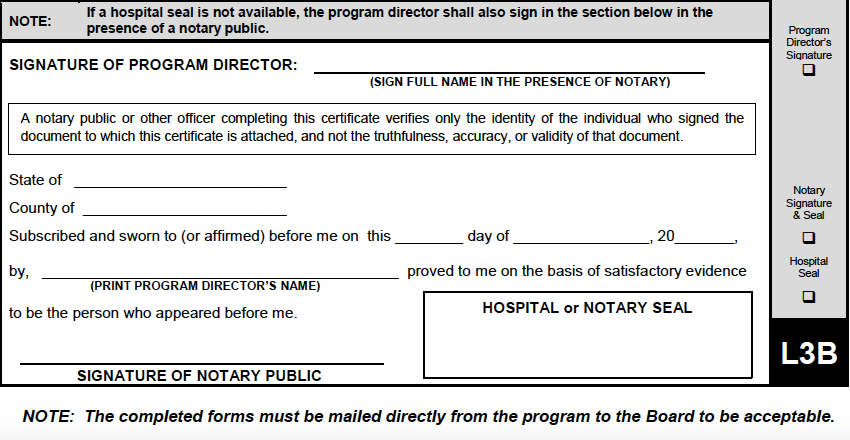 NOTE:
If a hospital seal is not available, the program director shall also sign in the section below in the
presence of a notary public.
SIGNATURE OF PROGRAM DIRECTOR: ____________________
(SIGN FULL NAME IN THE PRESENCE OF NOTARY)
A notary public or other officer completing this certificate verifies only the identity of the individual who signed the
document to which this certificate is attached, and not the truthfulness, accuracy, or validity of that document.
State of ____________________
County of ____________________
Subscribed and sworn to (or affirmed) before me on this ________ day of ________________, 20_______,
by, ____________________ proved to me on the basis of satisfactory evidence
(PRINT PROGRAM DIRECTOR'S NAME)
to be the person who appeared before me.
HOSPITAL or NOTARY SEAL
SIGNATURE OF NOTARY PUBLIC
Program
Director's
Signature
❑
Notary
Signature
& Seal
❑
Hospital
Seal
❑
L3B
NOTE: The completed forms must be mailed directly from the program to the Board to be acceptable.